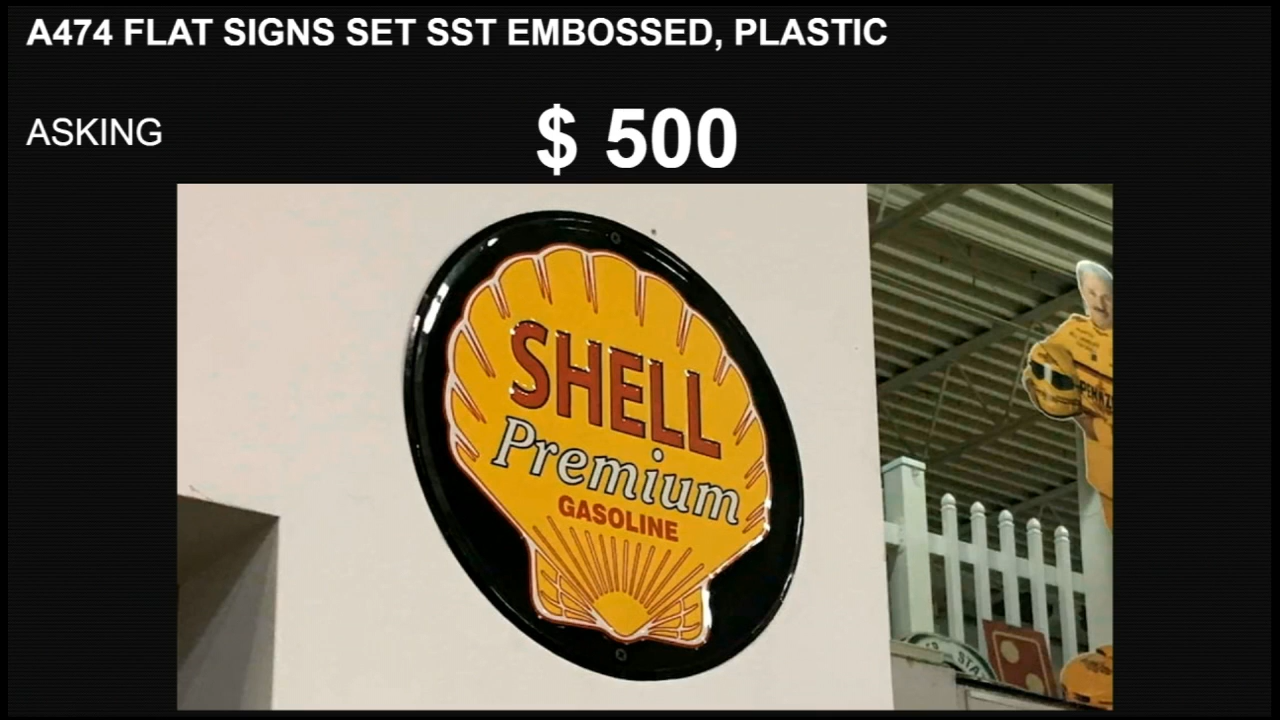 A474 FLAT SIGNS SET SST EMBOSSED, PLASTIC
ASKING
$ 500
SHELL
Premium
GASOLINE